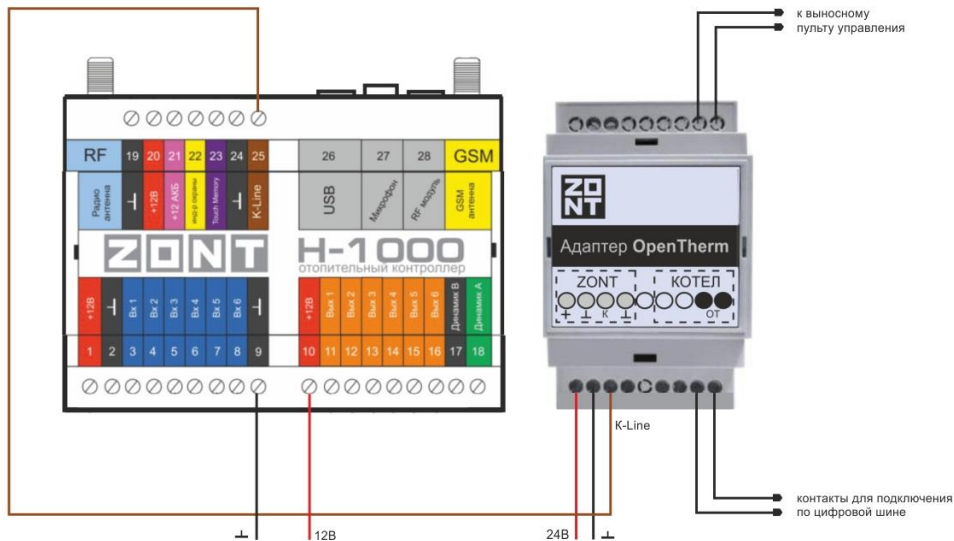 к выносному
пульту управления
RF
19
20
21
22
23
24
25
26
27
28
GSM
Радио
антенна
+12В
+12 АКБ
инд-р охраны
Touch Memory
K-Line
USB
Микрофон
RF модуль
GSM
антенна
ZONT
H-1000
отопительный контроллер
+12В
Вх 1
Вх 2
Вх 3
Вх 4
Вх 5
Вх 6
+12В
Вых 1
Вых 2
Вых 3
Вых 4
Вых 5
Вых 6
Динамик B
Динамик A
1
2
3
4
5
6
7
8
9
10
11
12
13
14
15
16
17
18
ZO
NT
Адаптер OpenTherm
ZONT
КОТЕЛ
+ ⊥ К ⊥
ОТ
K-Line
контакты для подключения
по цифровой шине
⊥
12В
24В
⊥